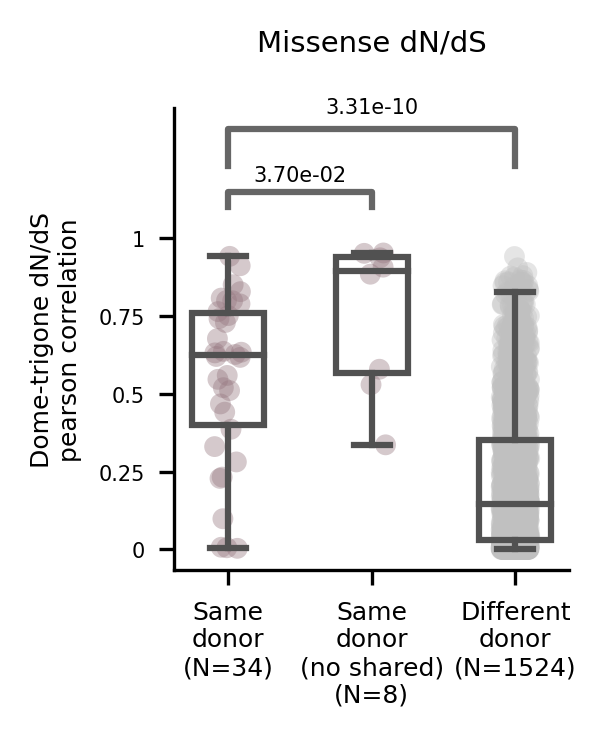 Missense dN/dS
3.31e-10
3.70e-02
Dome-trigone dN/dS
pearson correlation
1
0.75
0.5
0.25
0
Same
donor
(N=34)
Same
donor
(no shared)
(N=8)
Different
donor
(N=1524)